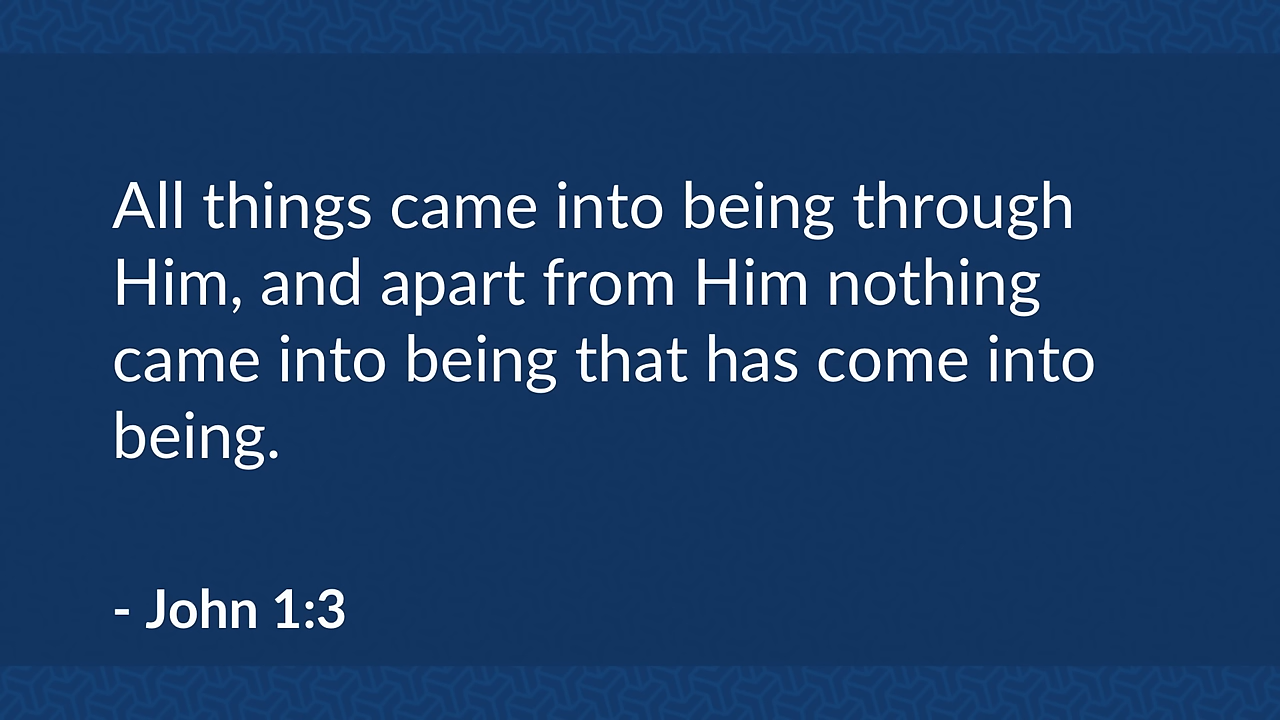 All things came into being through
Him, and apart from Him nothing
came into being that has come into
being.
- John 1:3